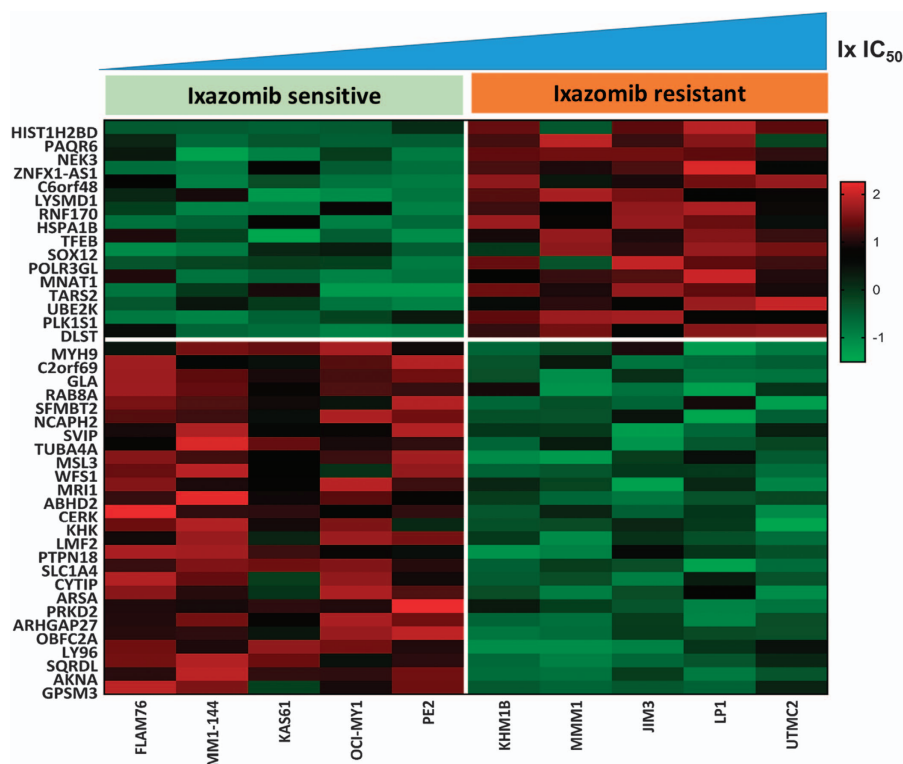 Ix IC50
Ixazomib sensitive
Ixazomib resistant
HIST1H2BD
PAQR6
NEK3
ZNFX1-AS1
C6orf48
LYSMD1
RNF170
HSPA1B
TFEB
SOX12
POLR3GL
MNAT1
TARS2
UBE2K
PLK1S1
DLST
MYH9
C2orf69
GLA
RAB8A
SFMBT2
NCAPH2
SVIP
TUBA4A
MSL3
WFS1
MRI1
ABHD2
CERK
KHK
LMF2
PTPN18
SLC1A4
CYTIP
ARSA
PRKD2
ARHGAP27
OBFC2A
LY96
SQRDL
AKNA
GPSM3
2
1
0
-1
FLAM76
MM1-144
KAS61
OCI-MY1
PE2
KHM1B
MMM1
JIM3
LP1
UTMC2